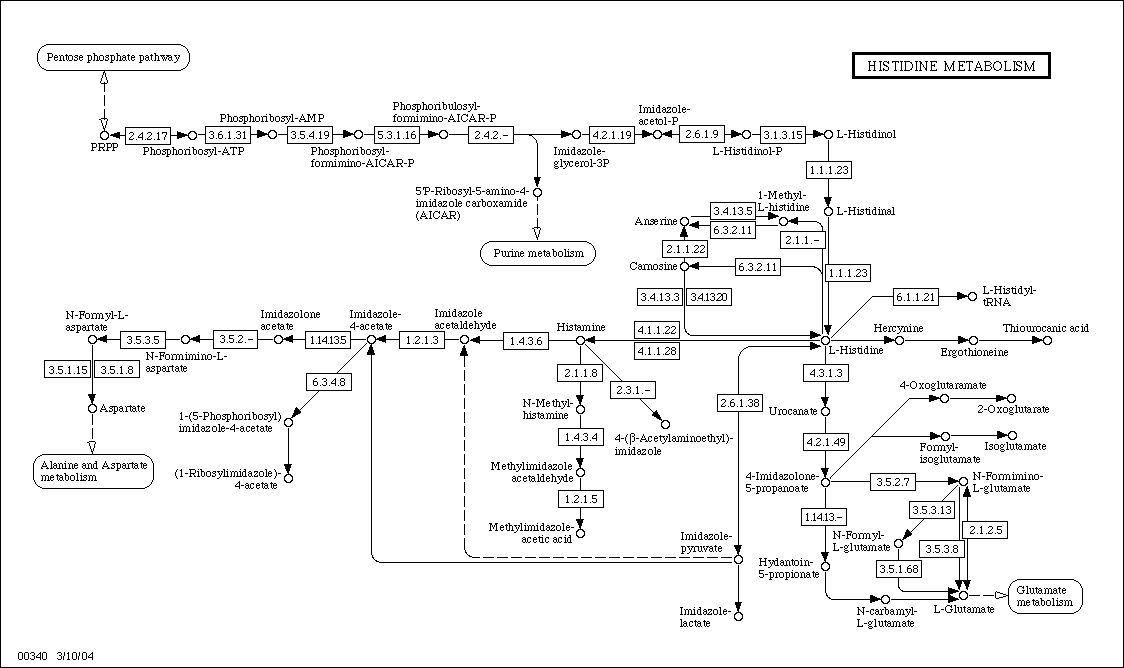 Pentose phosphate pathway
HISTIDINE METABOLISM
Phosphoribosyl-AMP
Phosphoribulosyl-
formimino-AICAR-P
Imidazole-
acetol-P
2.4.2.17
3.6.1.31
3.5.4.19
5.3.1.16
2.4.2.–
4.2.1.19
2.6.1.9
3.1.3.15
L-Histidinol
PRPP
Phosphoribosyl-ATP
Phosphoribosyl-
formimino-AICAR-P
Imidazole-
glycerol-3P
L-Histidinol-P
1.1.1.23
5'P-Ribosyl-5-amino-4-
imidazole carboxamide
(AICAR)
1-Methyl-
L-histidine
L-Histidinal
Anserine
3.4.13.5
6.3.2.11
2.1.1.–
2.1.1.22
Purine metabolism
Carnosine
6.3.2.11
1.1.1.23
3.4.13.3
3.4.13.20
6.1.1.21
L-Histidyl-
tRNA
N-Formyl-L-
aspartate
Imidazolone
acetate
Imidazole-
4-acetate
Imidazole
acetaldehyde
Histamine
4.1.1.22
4.1.1.28
L-Histidine
Hercynine
Ergothioneine
Thiourocanic acid
3.5.3.5
3.5.2.–
1.14.13.5
1.2.1.3
1.4.3.6
N-Formimino-L-
aspartate
3.5.1.15
3.5.1.8
6.3.4.8
2.1.1.8
2.3.1.–
4.3.1.3
2.6.1.38
Aspartate
1-(5-Phosphoribosyl)
imidazole-4-acetate
N-Methyl-
histamine
4-(β-Acetylaminoethyl)-
imidazole
Urocanate
4-Oxoglutaramate
2-Oxoglutarate
1.4.3.4
4.2.1.49
Formyl-
isoglutamate
Isoglutamate
Alanine and Aspartate
metabolism
(1-Ribosylimidazole)-
4-acetate
Methylimidazole
acetaldehyde
4-Imidazolone-
5-propanoate
3.5.2.7
N-Formimino-
L-glutamate
1.2.1.5
1.14.13.–
3.5.3.13
2.1.2.5
Methylimidazole-
acetic acid
Imidazole-
pyruvate
N-Formyl-
L-glutamate
3.5.3.8
Hydantoin-
5-propionate
3.5.1.68
Imidazole-
lactate
N-carbamyl-
L-Glutamate
L-Glutamate
Glutamate
metabolism
00340 3/10/04